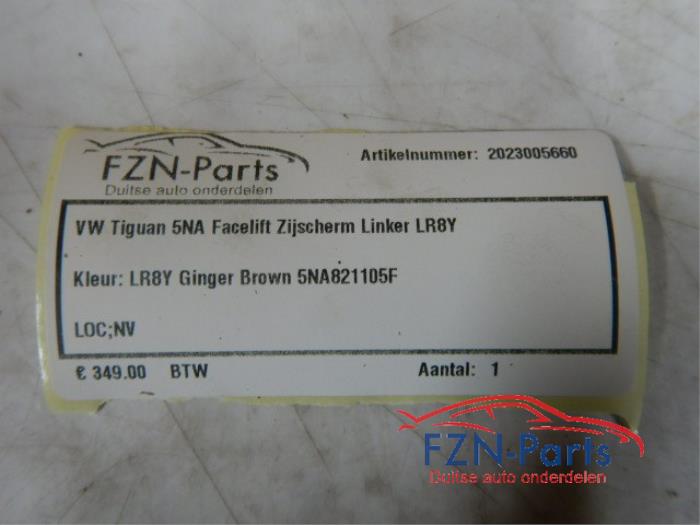 FZN-Parts
Duitse auto onderdelen
Artikelnummer: 2023005660
VW Tiguan 5NA Facelift Zijscherm Linker LR8Y
Kleur: LR8Y Ginger Brown 5NA821105F
LOC;NV
€ 349.00 BTW
Aantal: 1
FZN-Parts
Duitse auto onderdelen